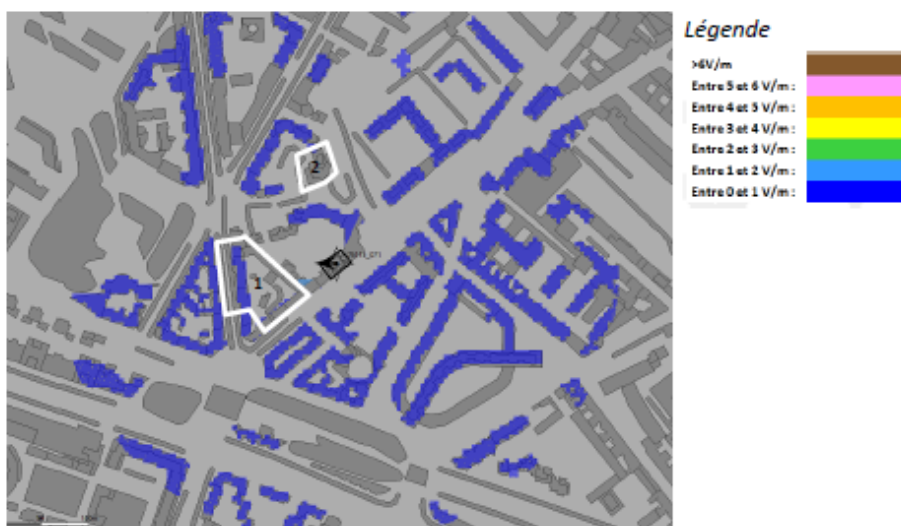 Légende
>6V/m
Entre 5 et 6 V/m :
Entre 4 et 5 V/m :
Entre 3 et 4 V/m :
Entre 2 et 3 V/m :
Entre 1 et 2 V/m :
Entre 0 et 1 V/m :
2
1